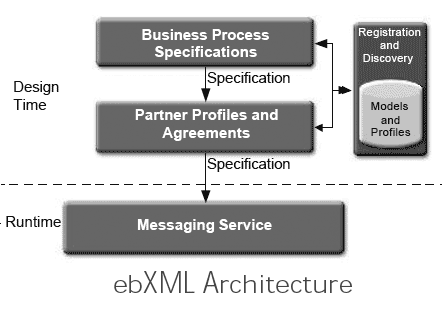 Business Process
Specifications
Registration
and
Discovery
Specification
Design
Time
Models
and
Profiles
Partner Profiles and
Agreements
Specification
- Runtime
Messaging Service
ebXML Architecture